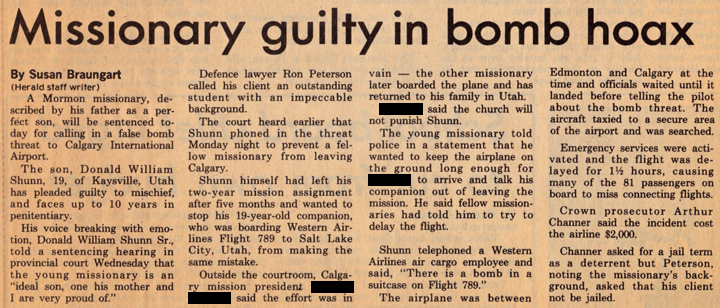 Missionary guilty in bomb hoax
By Susan Braungart
(Herald staff writer)
A Mormon missionary, de-
scribed by his father as a per-
fect son, will be sentenced to-
day for calling in a false bomb
threat to Calgary International
Airport.
The son, Donald William
Shunn, 19, of Kaysville, Utah
has pleaded guilty to mischief,
and faces up to 10 years in
penitentiary.
His voice breaking with emo-
tion, Donald William Shunn Sr.,
told a sentencing hearing in
provincial court Wednesday that
the young missionary is an
"ideal son, one his mother and
I are very proud of."
Defence lawyer Ron Peterson
called his client an outstanding
student with an impeccable
background.
The court heard earlier that
Shunn phoned in the threat
Monday night to prevent a fel-
low missionary from leaving
Calgary.
Shunn himself had left his
two-year mission assignment
after five months and wanted to
stop his 19-year-old companion,
who was boarding Western Air-
lines Flight 789 to Salt Lake
City, Utah, from making the
same mistake.
Outside the courtroom, Calga-
ry mission president
said the effort was in
vain — the other missionary
later boarded the plane and has
returned to his family in Utah.
said the church will
not punish Shunn.
The young missionary told
police in a statement that he
wanted to keep the airplane on
the ground long enough for
to arrive and talk his
companion out of leaving the
mission. He said fellow mission-
aries had told him to try to
delay the flight.
Shunn telephoned a Western
Airlines air cargo employee and
said, "There is a bomb in a
suitcase on Flight 789."
The airplane was between
Edmonton and Calgary at the
time and officials waited until it
landed before telling the pilot
about the bomb threat. The
aircraft taxied to a secure area
of the airport and was searched.
Emergency services were acti-
vated and the flight was de-
layed for 1½ hours, causing
many of the 81 passengers on
board to miss connecting flights.
Crown prosecutor Arthur
Channer said the incident cost
the airline $2,000.
Channer asked for a jail term
as a deterrent but Peterson,
noting the missionary's back-
ground, asked that his client
not be jailed.